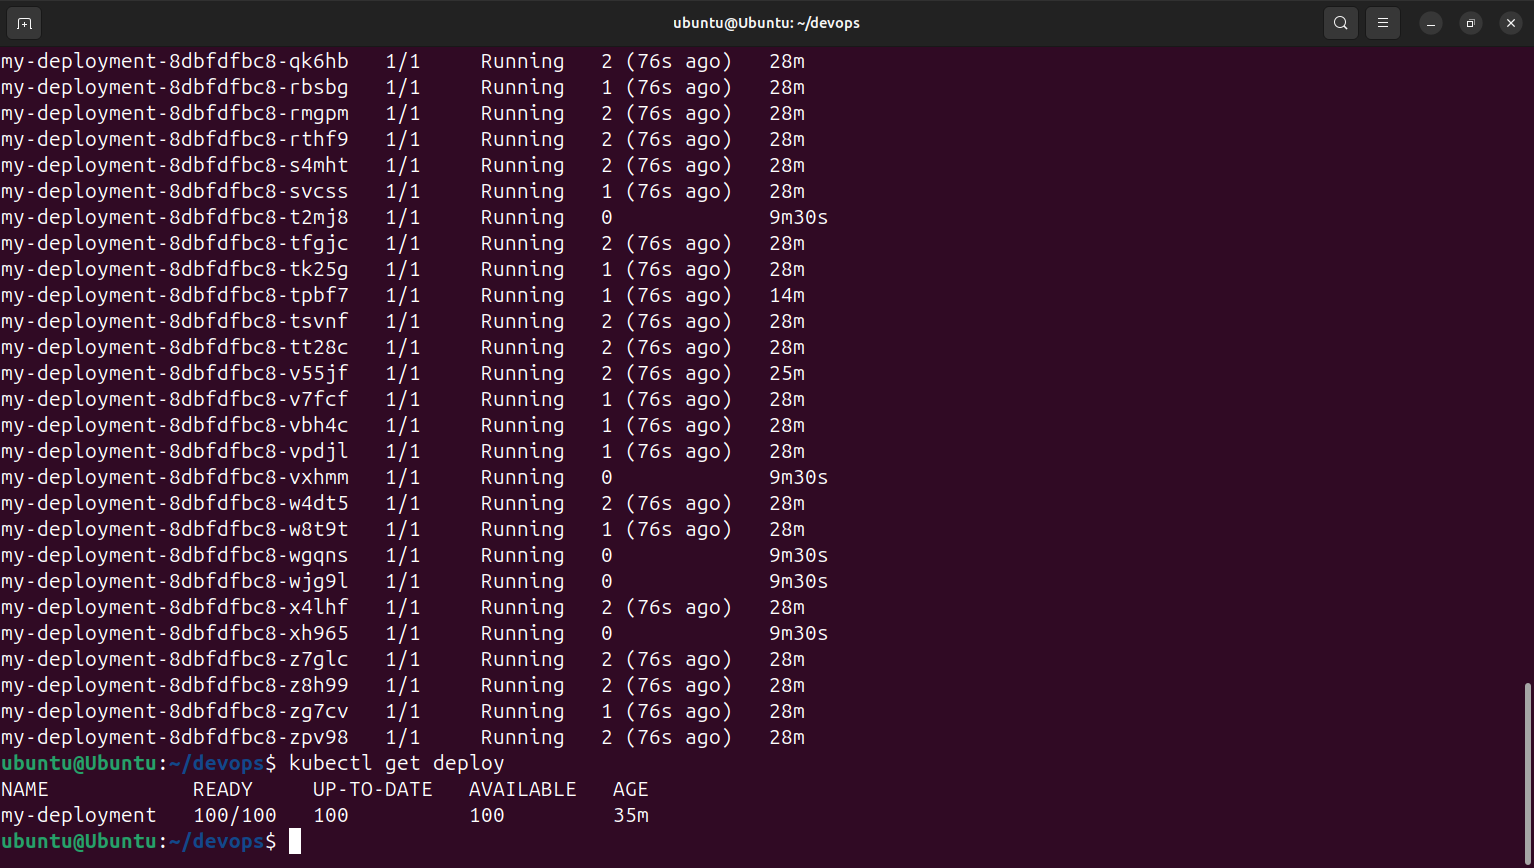 ubuntu@Ubuntu: ~/devops
my-deployment-8dbfdfbc8-qk6hb   1/1     Running   2 (76s ago)   28m
my-deployment-8dbfdfbc8-rbsbg   1/1     Running   1 (76s ago)   28m
my-deployment-8dbfdfbc8-rmgpm   1/1     Running   2 (76s ago)   28m
my-deployment-8dbfdfbc8-rthf9   1/1     Running   2 (76s ago)   28m
my-deployment-8dbfdfbc8-s4mht   1/1     Running   2 (76s ago)   28m
my-deployment-8dbfdfbc8-svcss   1/1     Running   1 (76s ago)   28m
my-deployment-8dbfdfbc8-t2mj8   1/1     Running   0             9m30s
my-deployment-8dbfdfbc8-tfgjc   1/1     Running   2 (76s ago)   28m
my-deployment-8dbfdfbc8-tk25g   1/1     Running   1 (76s ago)   28m
my-deployment-8dbfdfbc8-tpbf7   1/1     Running   1 (76s ago)   14m
my-deployment-8dbfdfbc8-tsvnf   1/1     Running   2 (76s ago)   28m
my-deployment-8dbfdfbc8-tt28c   1/1     Running   2 (76s ago)   28m
my-deployment-8dbfdfbc8-v55jf   1/1     Running   2 (76s ago)   25m
my-deployment-8dbfdfbc8-v7fcf   1/1     Running   1 (76s ago)   28m
my-deployment-8dbfdfbc8-vbh4c   1/1     Running   1 (76s ago)   28m
my-deployment-8dbfdfbc8-vpdjl   1/1     Running   1 (76s ago)   28m
my-deployment-8dbfdfbc8-vxhmm   1/1     Running   0             9m30s
my-deployment-8dbfdfbc8-w4dt5   1/1     Running   2 (76s ago)   28m
my-deployment-8dbfdfbc8-w8t9t   1/1     Running   1 (76s ago)   28m
my-deployment-8dbfdfbc8-wgqns   1/1     Running   0             9m30s
my-deployment-8dbfdfbc8-wjg9l   1/1     Running   0             9m30s
my-deployment-8dbfdfbc8-x4lhf   1/1     Running   2 (76s ago)   28m
my-deployment-8dbfdfbc8-xh965   1/1     Running   0             9m30s
my-deployment-8dbfdfbc8-z7glc   1/1     Running   2 (76s ago)   28m
my-deployment-8dbfdfbc8-z8h99   1/1     Running   2 (76s ago)   28m
my-deployment-8dbfdfbc8-zg7cv   1/1     Running   1 (76s ago)   28m
my-deployment-8dbfdfbc8-zpv98   1/1     Running   2 (76s ago)   28m
ubuntu@Ubuntu:~/devops$ kubectl get deploy
NAME            READY     UP-TO-DATE   AVAILABLE   AGE
my-deployment   100/100   100          100         35m
ubuntu@Ubuntu:~/devops$